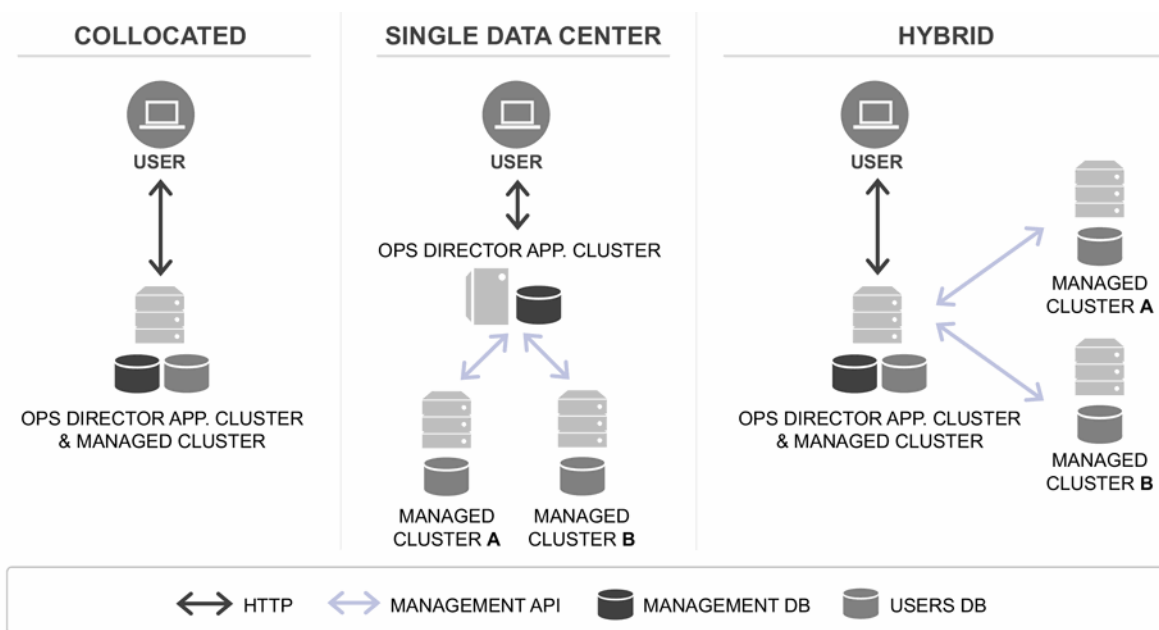 COLLOCATED
USER
OPS DIRECTOR APP. CLUSTER
& MANAGED CLUSTER
SINGLE DATA CENTER
USER
OPS DIRECTOR APP. CLUSTER
MANAGED
CLUSTER A
MANAGED
CLUSTER B
HYBRID
USER
OPS DIRECTOR APP. CLUSTER
& MANAGED CLUSTER
MANAGED
CLUSTER A
MANAGED
CLUSTER B
HTTP
MANAGEMENT API
MANAGEMENT DB
USERS DB